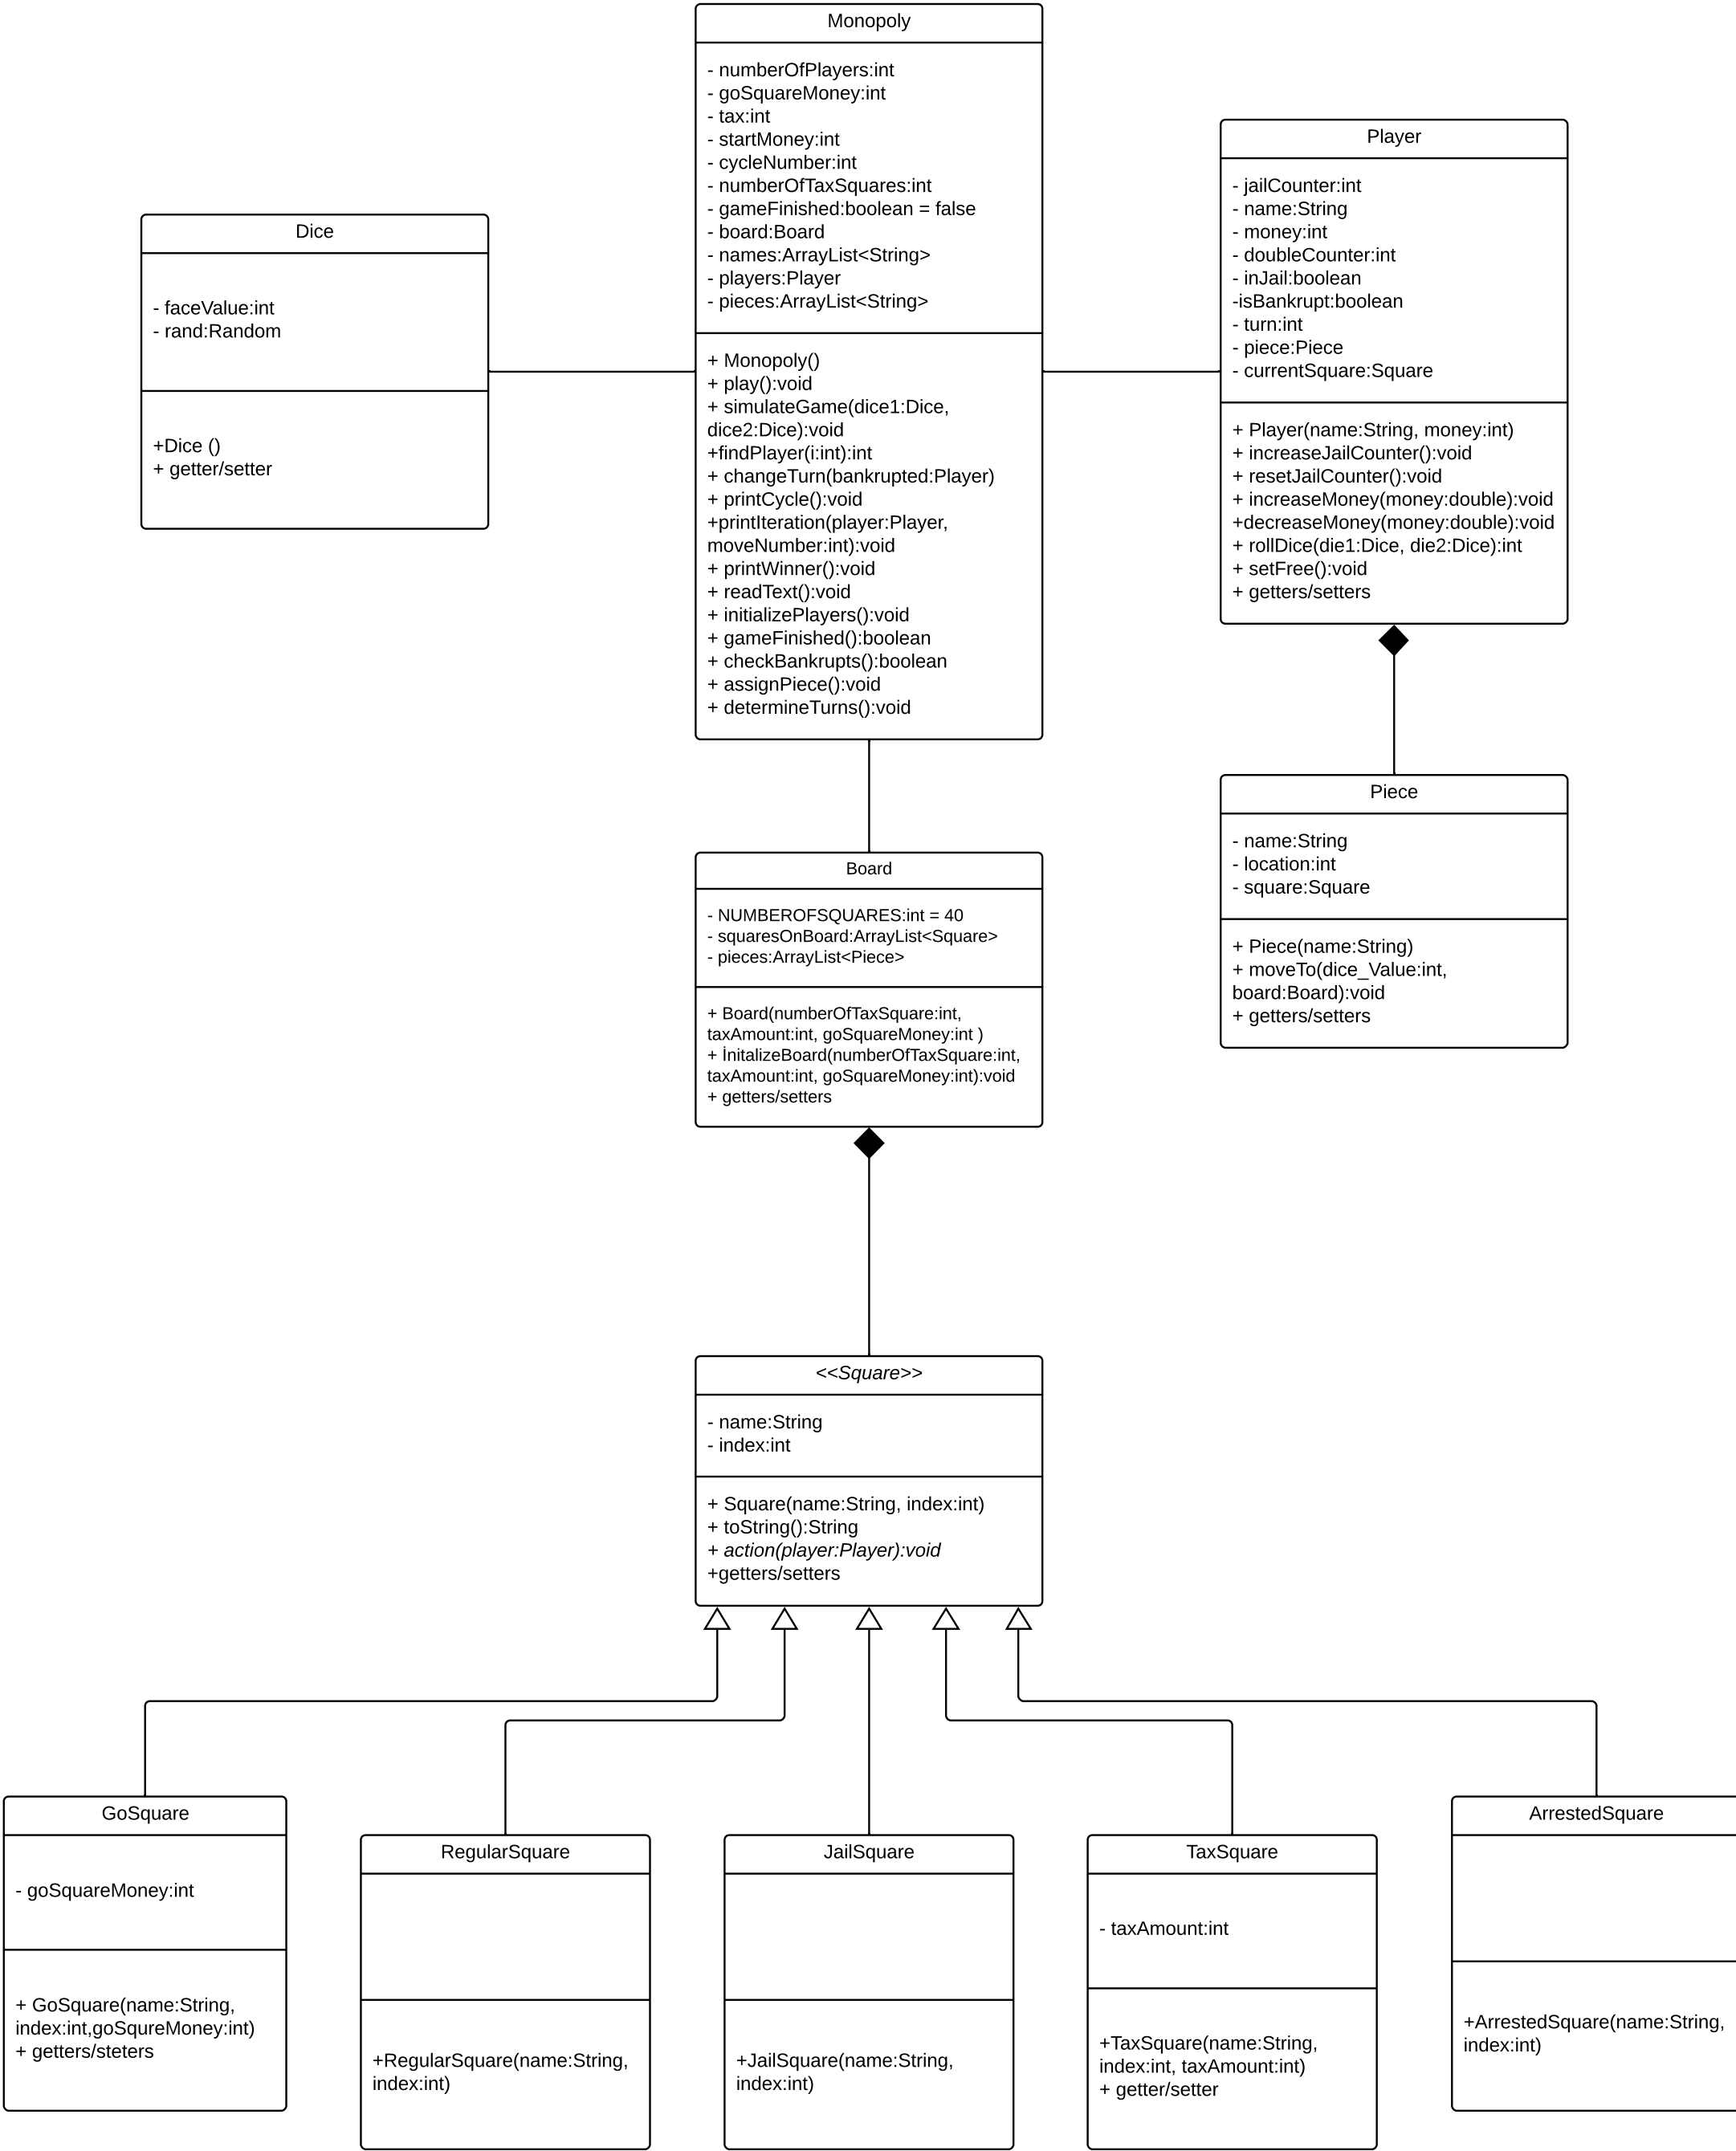 Monopoly
- numberOfPlayers:int
- goSquareMoney:int
- tax:int
- startMoney:int
- cycleNumber:int
- numberOfTaxSquares:int
- gameFinished:boolean = false
- board:Board
- names:ArrayList<String>
- players:Player
- pieces:ArrayList<String>
+ Monopoly()
+ play():void
+ simulateGame(dice1:Dice,
dice2:Dice):void
+findPlayer(i:int):int
+ changeTurn(bankrupted:Player)
+ printCycle():void
+printIteration(player:Player,
moveNumber:int):void
+ printWinner():void
+ readText():void
+ initializePlayers():void
+ gameFinished():boolean
+ checkBankrupts():boolean
+ assignPiece():void
+ determineTurns():void
Dice
- faceValue:int
- rand:Random
+Dice ()
+ getter/setter
Player
- jailCounter:int
- name:String
- money:int
- doubleCounter:int
- inJail:boolean
-isBankrupt:boolean
- turn:int
- piece:Piece
- currentSquare:Square
+ Player(name:String, money:int)
+ increaseJailCounter():void
+ resetJailCounter():void
+ increaseMoney(money:double):void
+decreaseMoney(money:double):void
+ rollDice(die1:Dice, die2:Dice):int
+ setFree():void
+ getters/setters
Piece
- name:String
- location:int
- square:Square
+ Piece(name:String)
+ moveTo(dice_Value:int,
board:Board):void
+ getters/setters
Board
- NUMBEROFSQUARES:int = 40
- squaresOnBoard:ArrayList<Square>
- pieces:ArrayList<Piece>
+ Board(numberOfTaxSquare:int,
taxAmount:int, goSquareMoney:int )
+ İnitalizeBoard(numberOfTaxSquare:int,
taxAmount:int, goSquareMoney:int):void
+ getters/setters
<<Square>>
- name:String
- index:int
+ Square(name:String, index:int)
+ toString():String
+ action(player:Player):void
+getters/setters
GoSquare
- goSquareMoney:int
+ GoSquare(name:String,
index:int,goSqureMoney:int)
+ getters/steters
RegularSquare
+RegularSquare(name:String,
index:int)
JailSquare
+JailSquare(name:String,
index:int)
TaxSquare
- taxAmount:int
+TaxSquare(name:String,
index:int, taxAmount:int)
+ getter/setter
ArrestedSquare
+ArrestedSquare(name:String,
index:int)